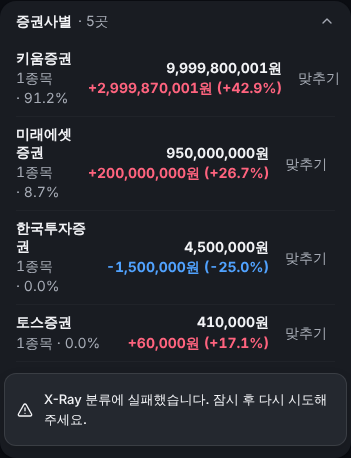 증권사별 · 5곳
키움증권
1종목
· 91.2%
9,999,800,001원
+2,999,870,001원 (+42.9%)
맞추기
미래에셋
증권
1종목
· 8.7%
950,000,000원
+200,000,000원 (+26.7%)
맞추기
한국투자증
권
1종목
· 0.0%
4,500,000원
-1,500,000원 (-25.0%)
맞추기
토스증권
1종목 · 0.0%
410,000원
+60,000원 (+17.1%)
맞추기
X-Ray 분류에 실패했습니다. 잠시 후 다시 시도해
주세요.